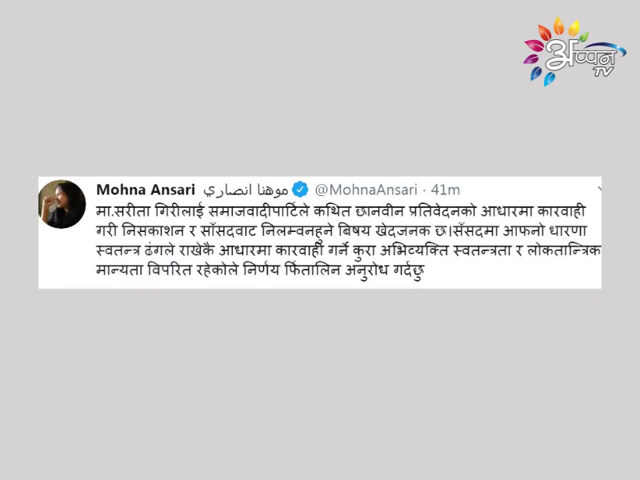 अप्पन
TV
Mohna Ansari موهنا انصاري @MohnaAnsari · 41m
मा.सरीता गिरीलाई समाजवादीपार्टिले कथित छानवीन प्रतिवेदनको आधारमा कारवाही
गरी निसकाशन र साँसदवाट निलम्वनहुने बिषय खेदजनक छ।सँसदमा आफनो धारणा
स्वतन्त्र ढंगले राखेकै आधारमा कारवाही गर्ने कुरा अभिव्यक्ति स्वतन्त्रता र लोकतान्त्रिक
मान्यता विपरित रहेकोले निर्णय र्फितालिन अनुरोध गर्दछु